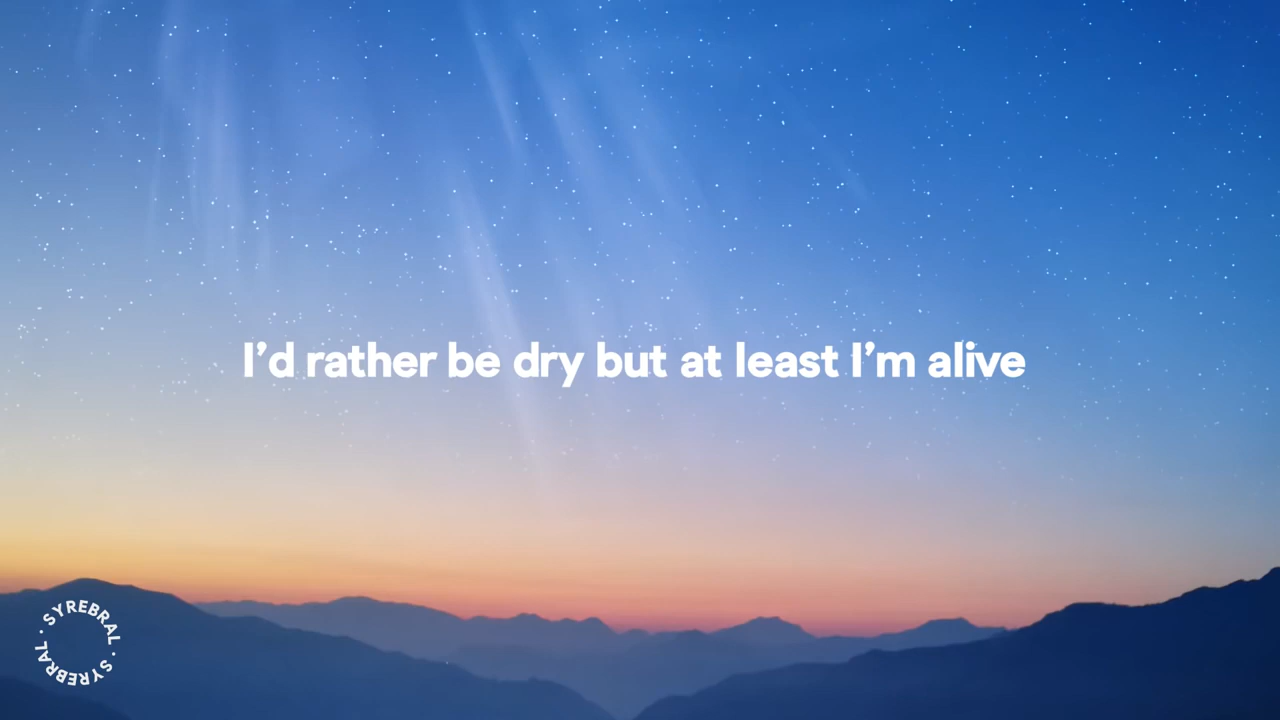 I’d rather be dry but at least I’m alive
SYREBRAL · SYREBRAL ·